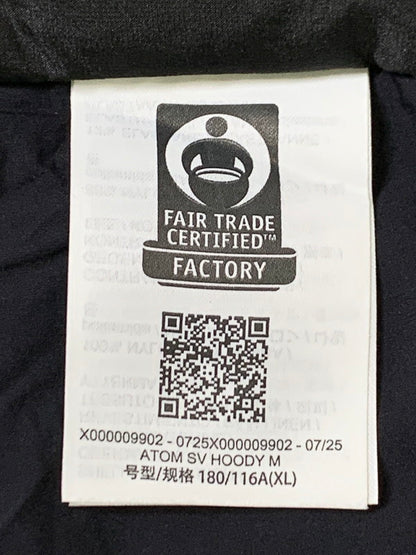 FAIR TRADE
CERTIFIED™
FACTORY
X000009902 - 0725X000009902 - 07/25
ATOM SV HOODY M
号型/规格 180/116A(XL)